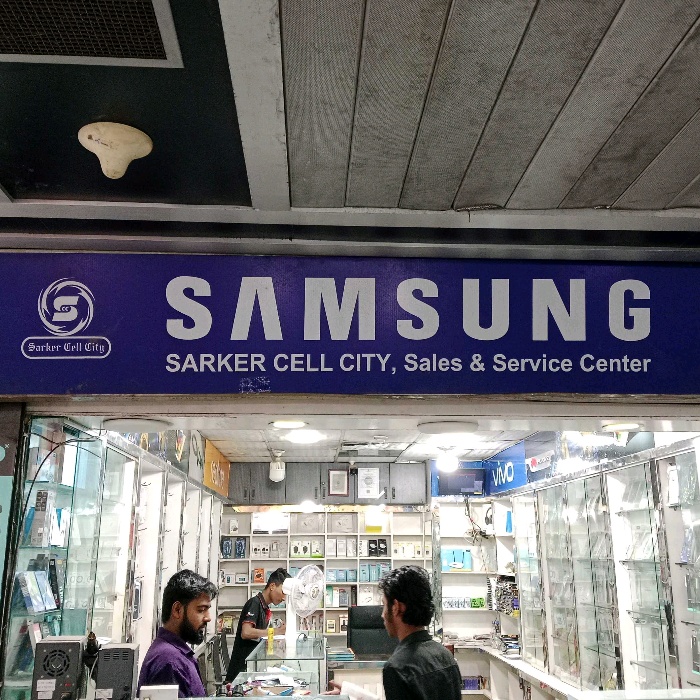 SAMSUNG
Sarker Cell City
SARKER CELL CITY, Sales & Service Center
vivo